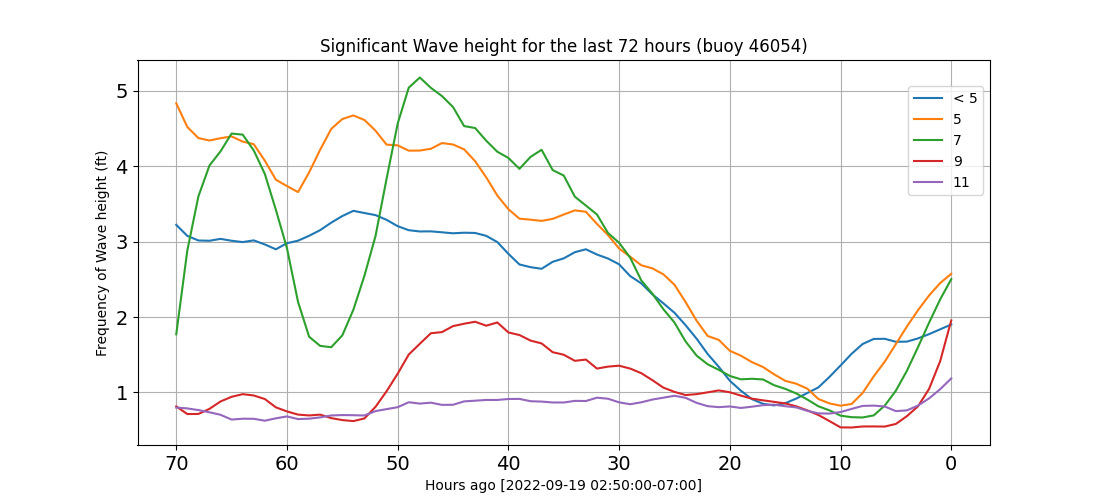 Significant Wave height for the last 72 hours (buoy 46054)
Frequency of Wave height (ft)
5
4
3
2
1
< 5
5
7
9
11
70 60 50 40 30 20 10 0
Hours ago [2022-09-19 02:50:00-07:00]